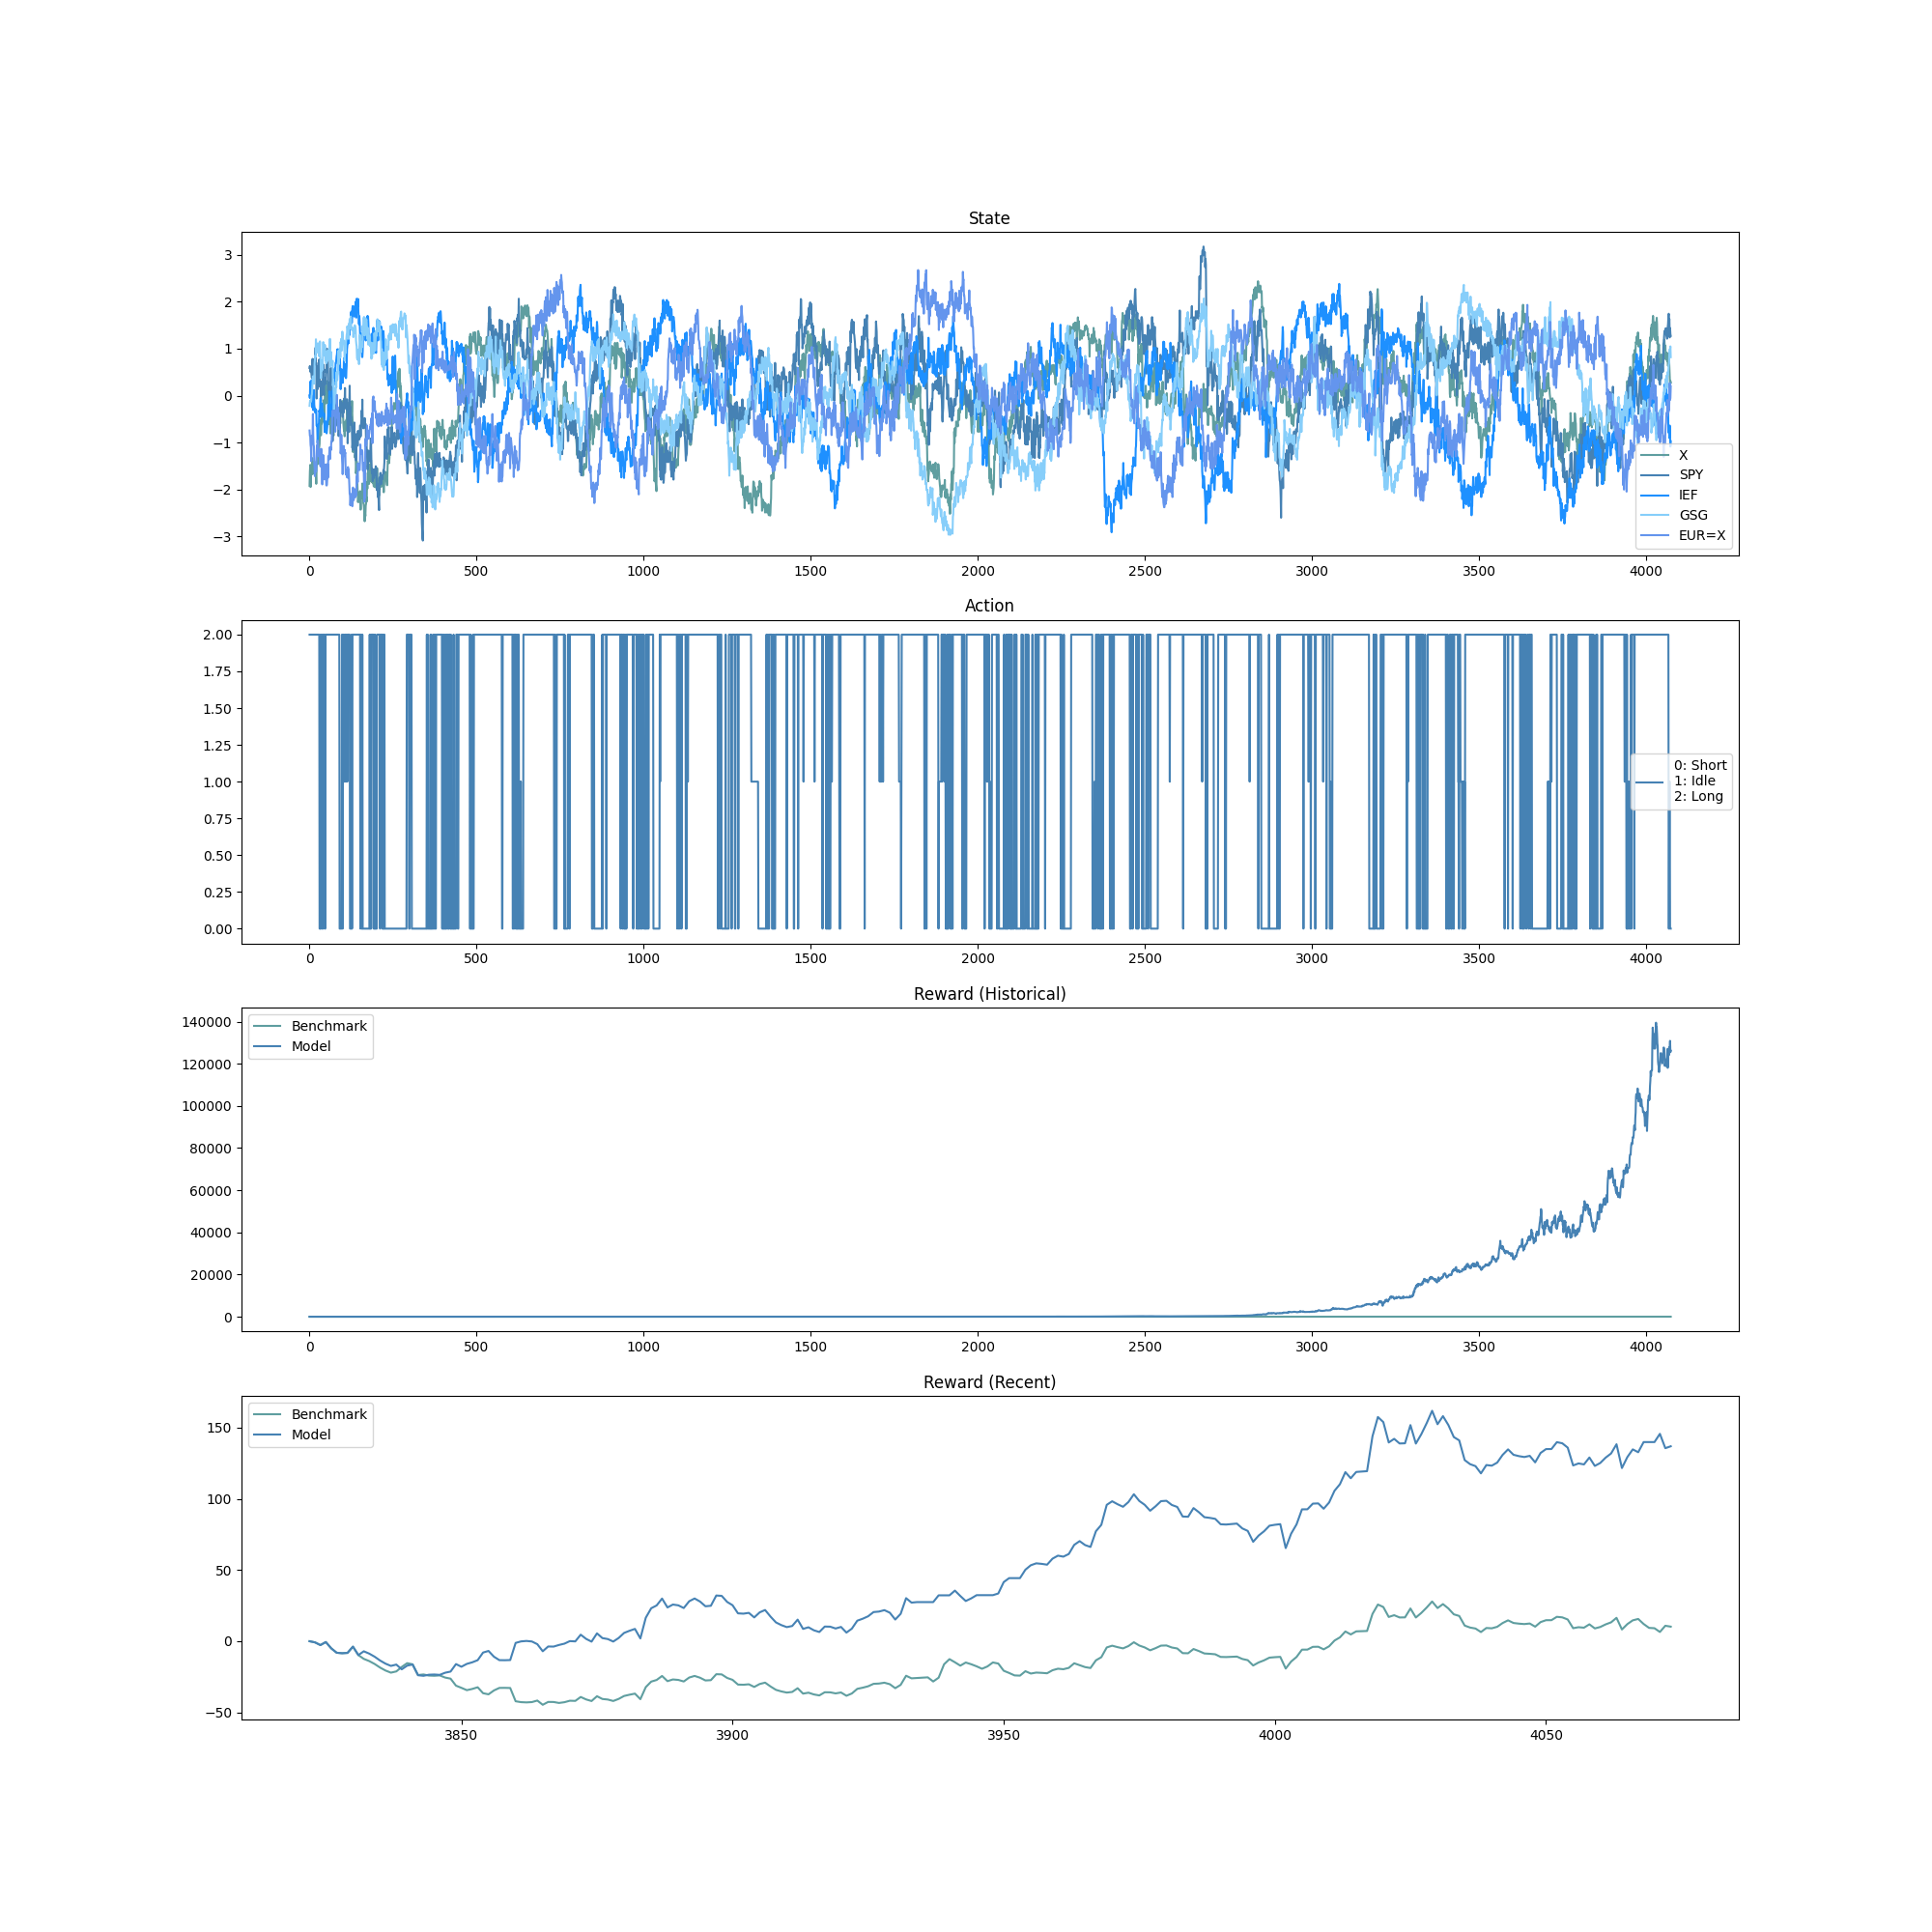 State
3
2
1
0
−1
−2
−3
X
SPY
IEF
GSG
EUR=X
0 500 1000 1500 2000 2500 3000 3500 4000
Action
2.00
1.75
1.50
1.25
1.00
0.75
0.50
0.25
0.00
0: Short
1: Idle
2: Long
0 500 1000 1500 2000 2500 3000 3500 4000
Reward (Historical)
140000
120000
100000
80000
60000
40000
20000
0
Benchmark
Model
0 500 1000 1500 2000 2500 3000 3500 4000
Reward (Recent)
150
100
50
0
−50
Benchmark
Model
3850 3900 3950 4000 4050